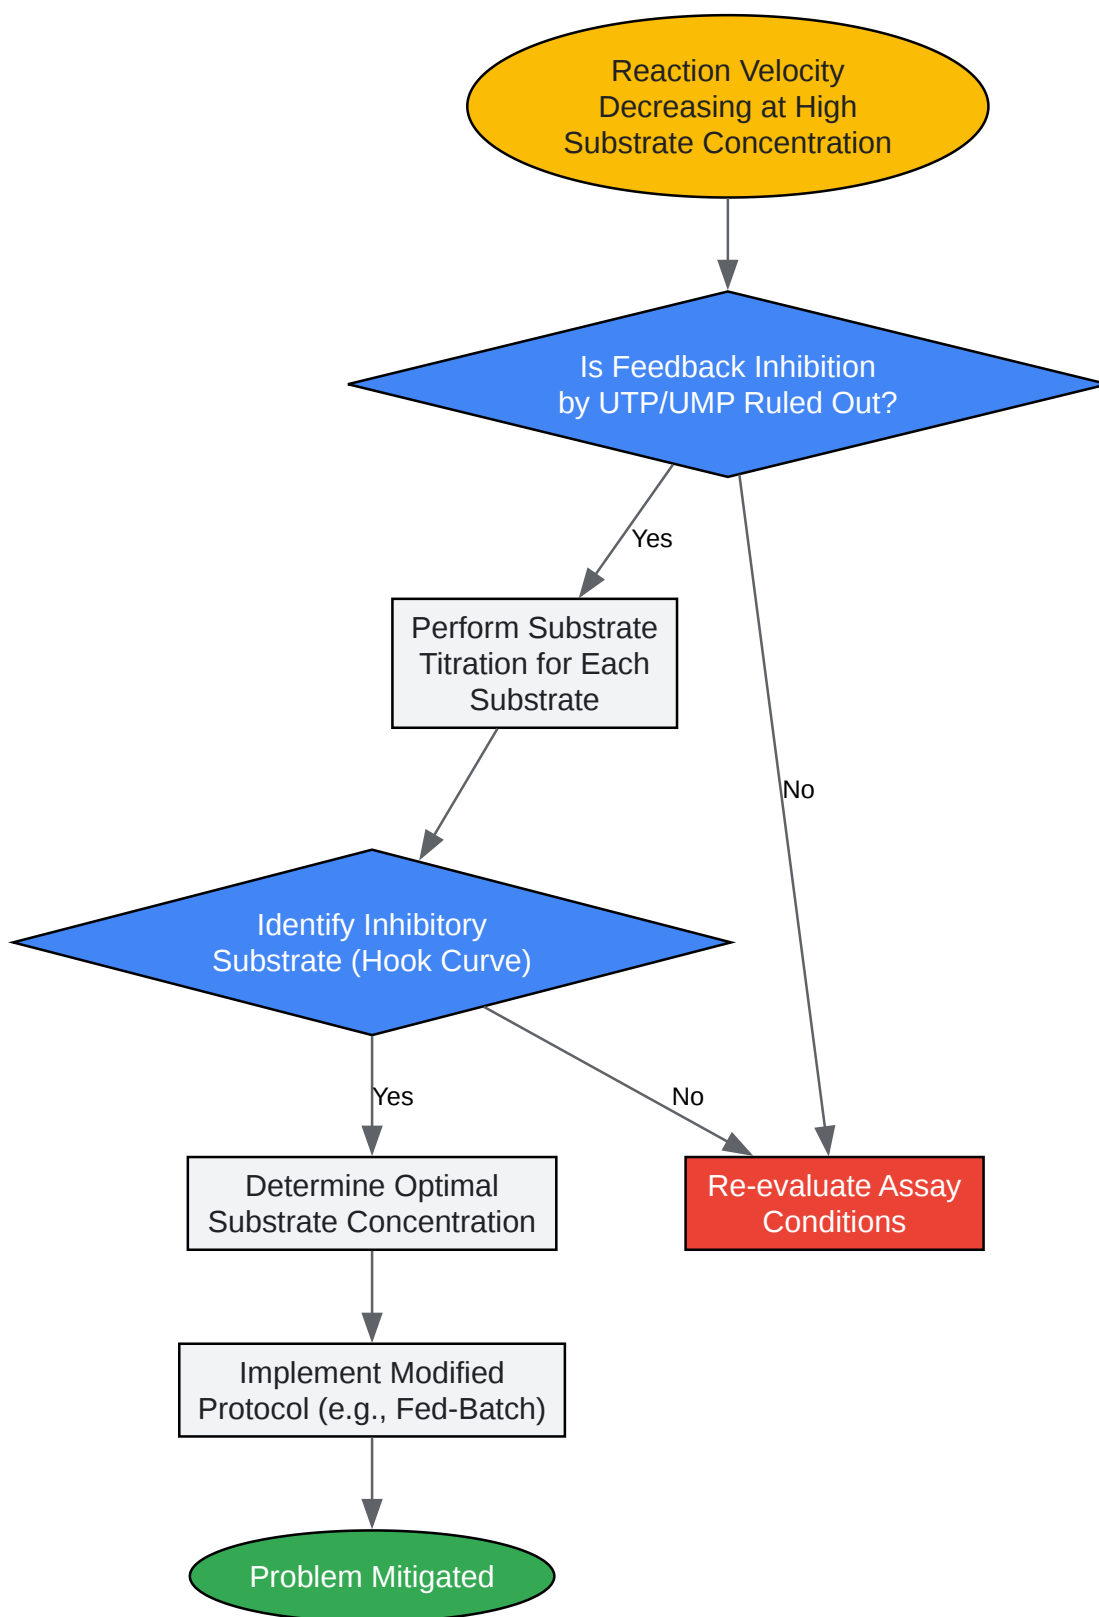 Reaction Velocity
Decreasing at High
Substrate Concentration
Is Feedback Inhibition
by UTP/UMP Ruled Out?
Yes
Perform Substrate
Titration for Each
Substrate
No
Identify Inhibitory
Substrate (Hook Curve)
Yes
No
Determine Optimal
Substrate Concentration
Re-evaluate Assay
Conditions
Implement Modified
Protocol (e.g., Fed-Batch)
Problem Mitigated